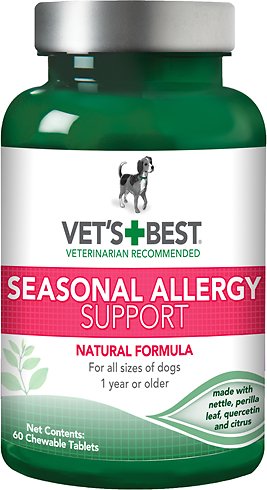 VET'S+BEST®
VETERINARIAN RECOMMENDED
SEASONAL ALLERGY
SUPPORT
NATURAL FORMULA
For all sizes of dogs
1 year or older
made with
nettle, perilla
leaf, quercetin
and citrus
Net Contents:
60 Chewable Tablets